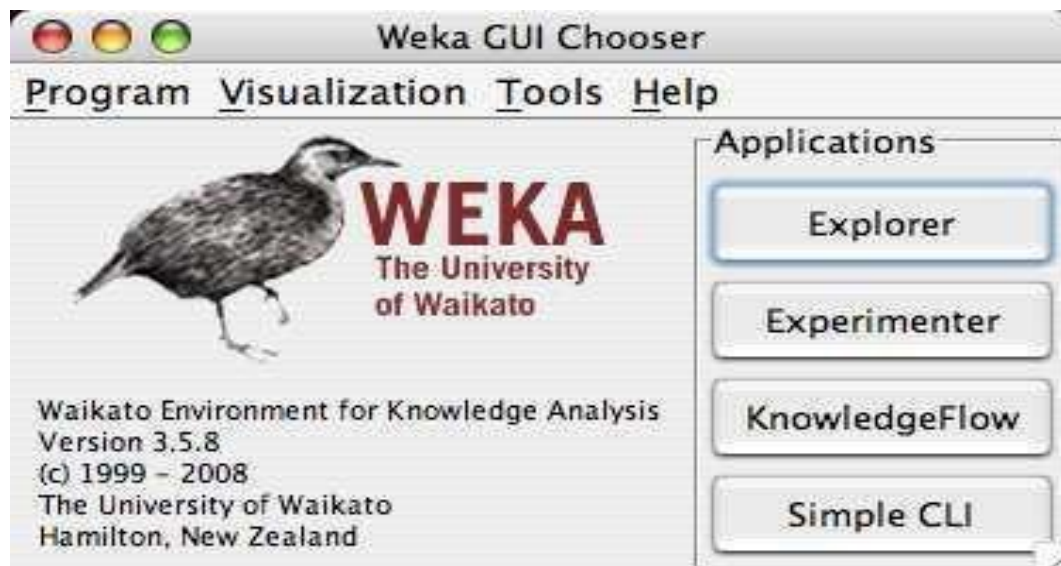 Weka GUI Chooser
Program Visualization Tools Help
WEKA
The University
of Waikato
Waikato Environment for Knowledge Analysis
Version 3.5.8
(c) 1999 – 2008
The University of Waikato
Hamilton, New Zealand
Applications
Explorer
Experimenter
KnowledgeFlow
Simple CLI